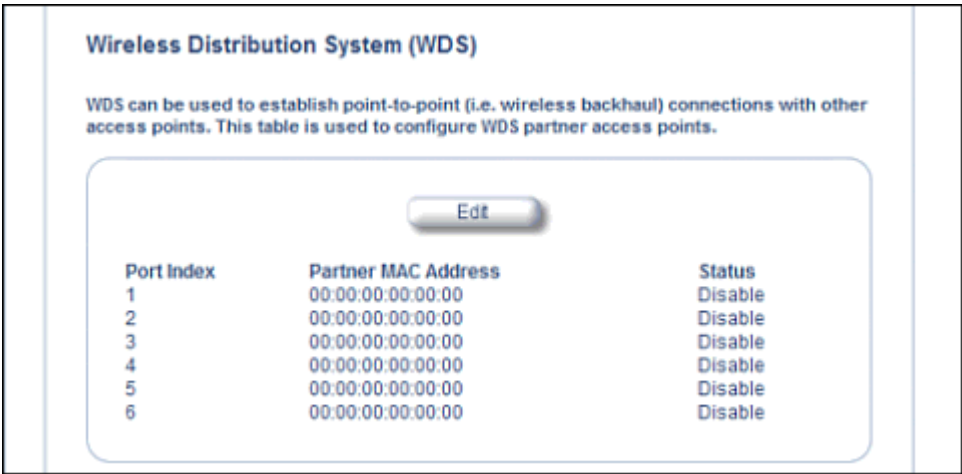 Wireless Distribution System (WDS)
WDS can be used to establish point-to-point (i.e. wireless backhaul) connections with other
access points. This table is used to configure WDS partner access points.
Edit
Port Index Partner MAC Address Status
1 00:00:00:00:00:00 Disable
2 00:00:00:00:00:00 Disable
3 00:00:00:00:00:00 Disable
4 00:00:00:00:00:00 Disable
5 00:00:00:00:00:00 Disable
6 00:00:00:00:00:00 Disable